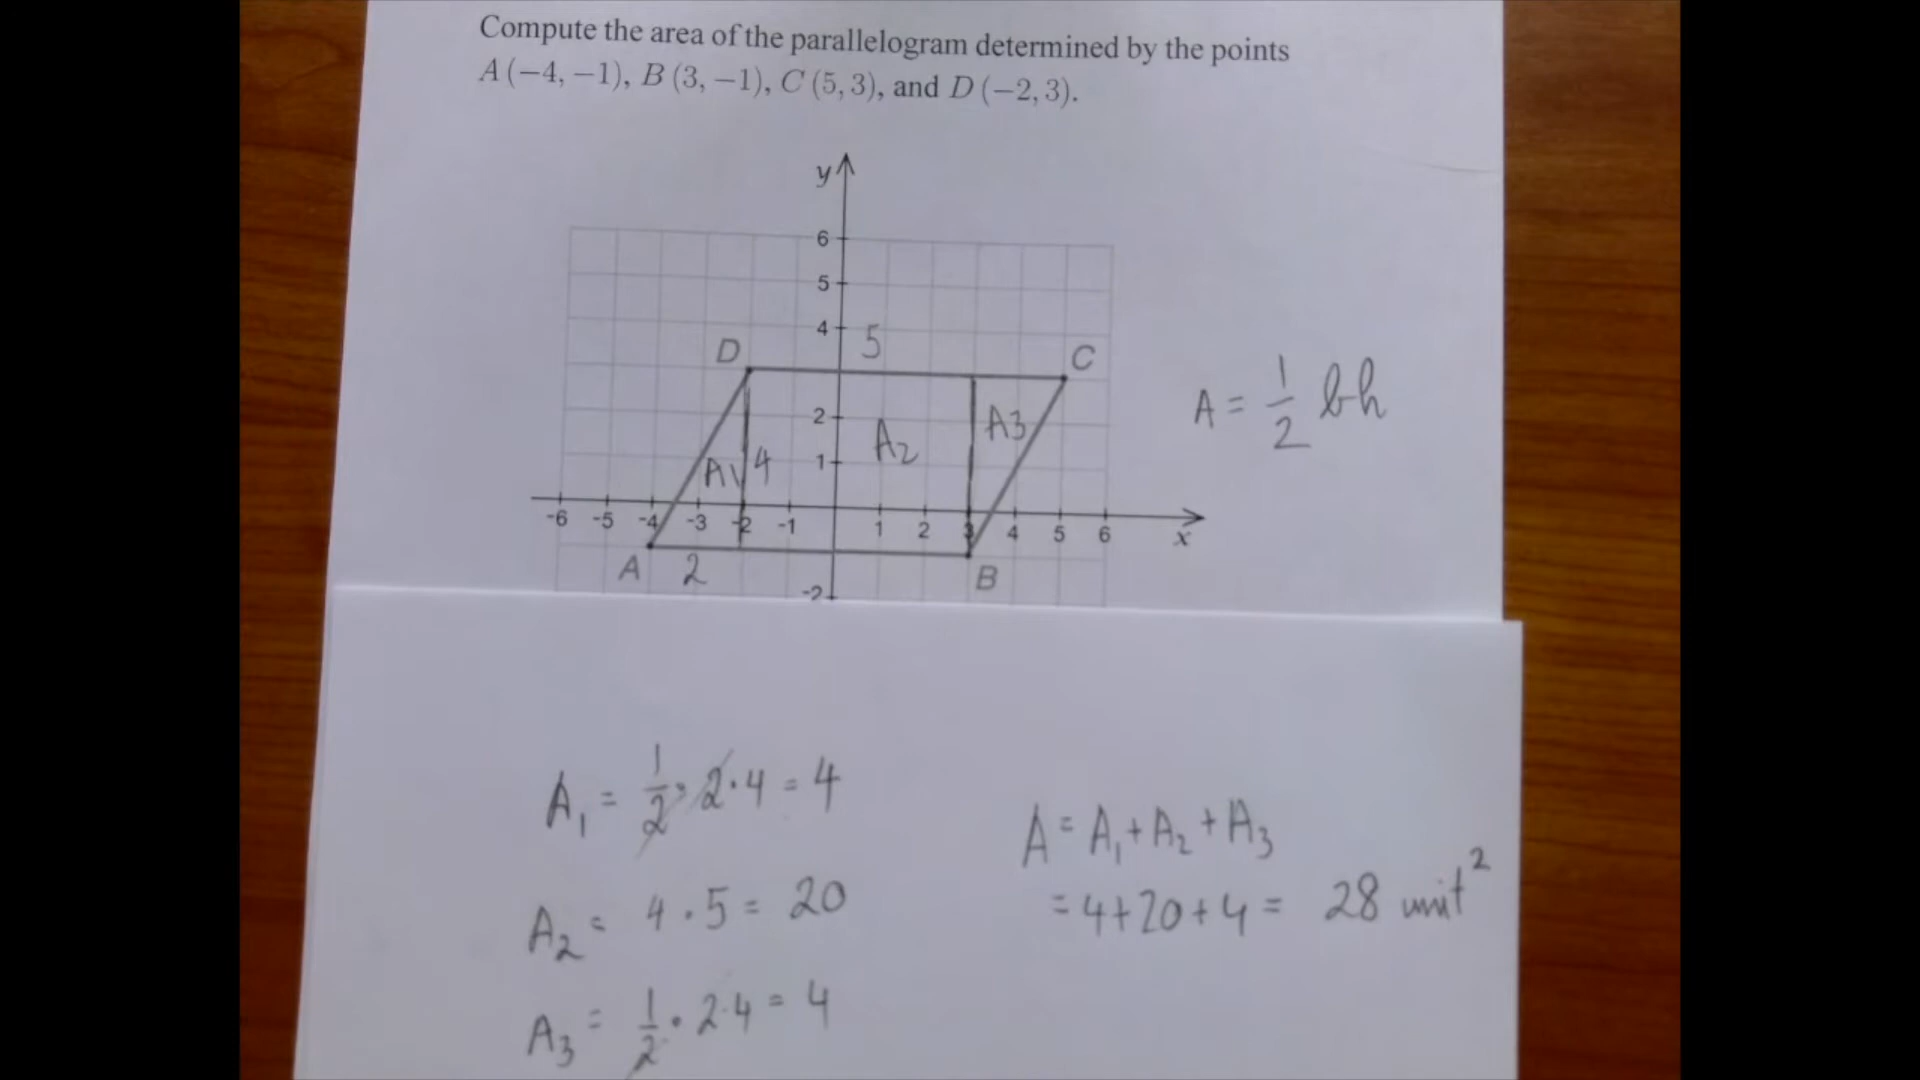 Compute the area of the parallelogram determined by the points
A (−4, −1), B (3, −1), C (5, 3), and D (−2, 3).
y
6
5
4
5
D
C
A = 1/2 bh
2
A2
A3
A1
4
1
-6 -5 -4 -3 -2 -1 1 2 3 4 5 6
x
A
2
B
-2
A₁ = 1/2 · 2 · 4 = 4
A = A₁ + A₂ + A₃
A₂ = 4 · 5 = 20
= 4 + 20 + 4 = 28 unit²
A₃ = 1/2 · 2 · 4 = 4